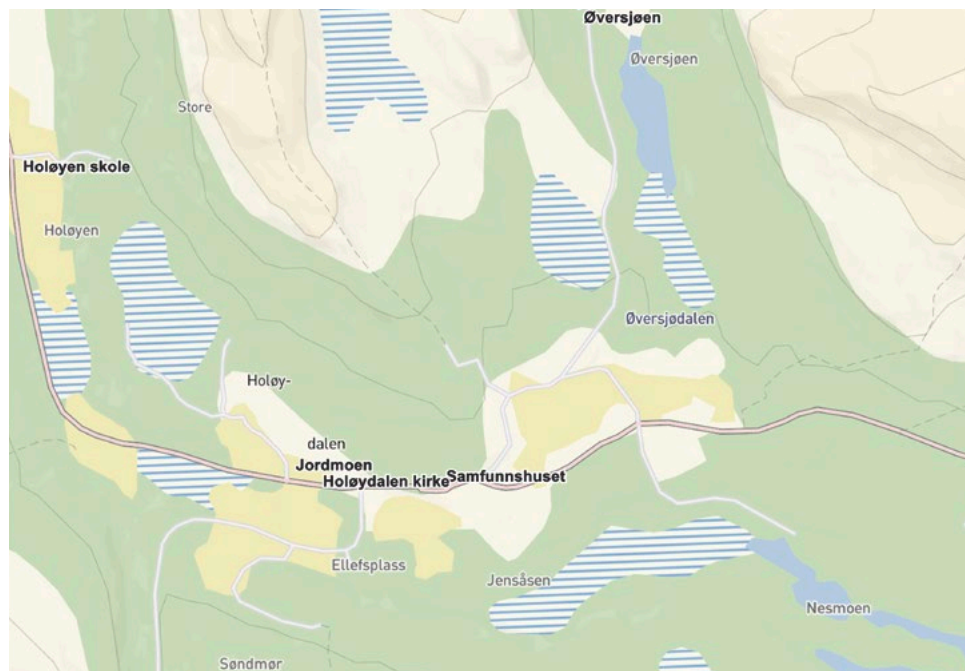 Øversjøen
Øversjøen
Store
Holøyen skole
Holøyen
Øversjødalen
Holøy-
dalen
Jordmoen
Holøydalen kirke
Samfunnshuset
Ellefsplass
Jensåsen
Nesmoen
Søndmør